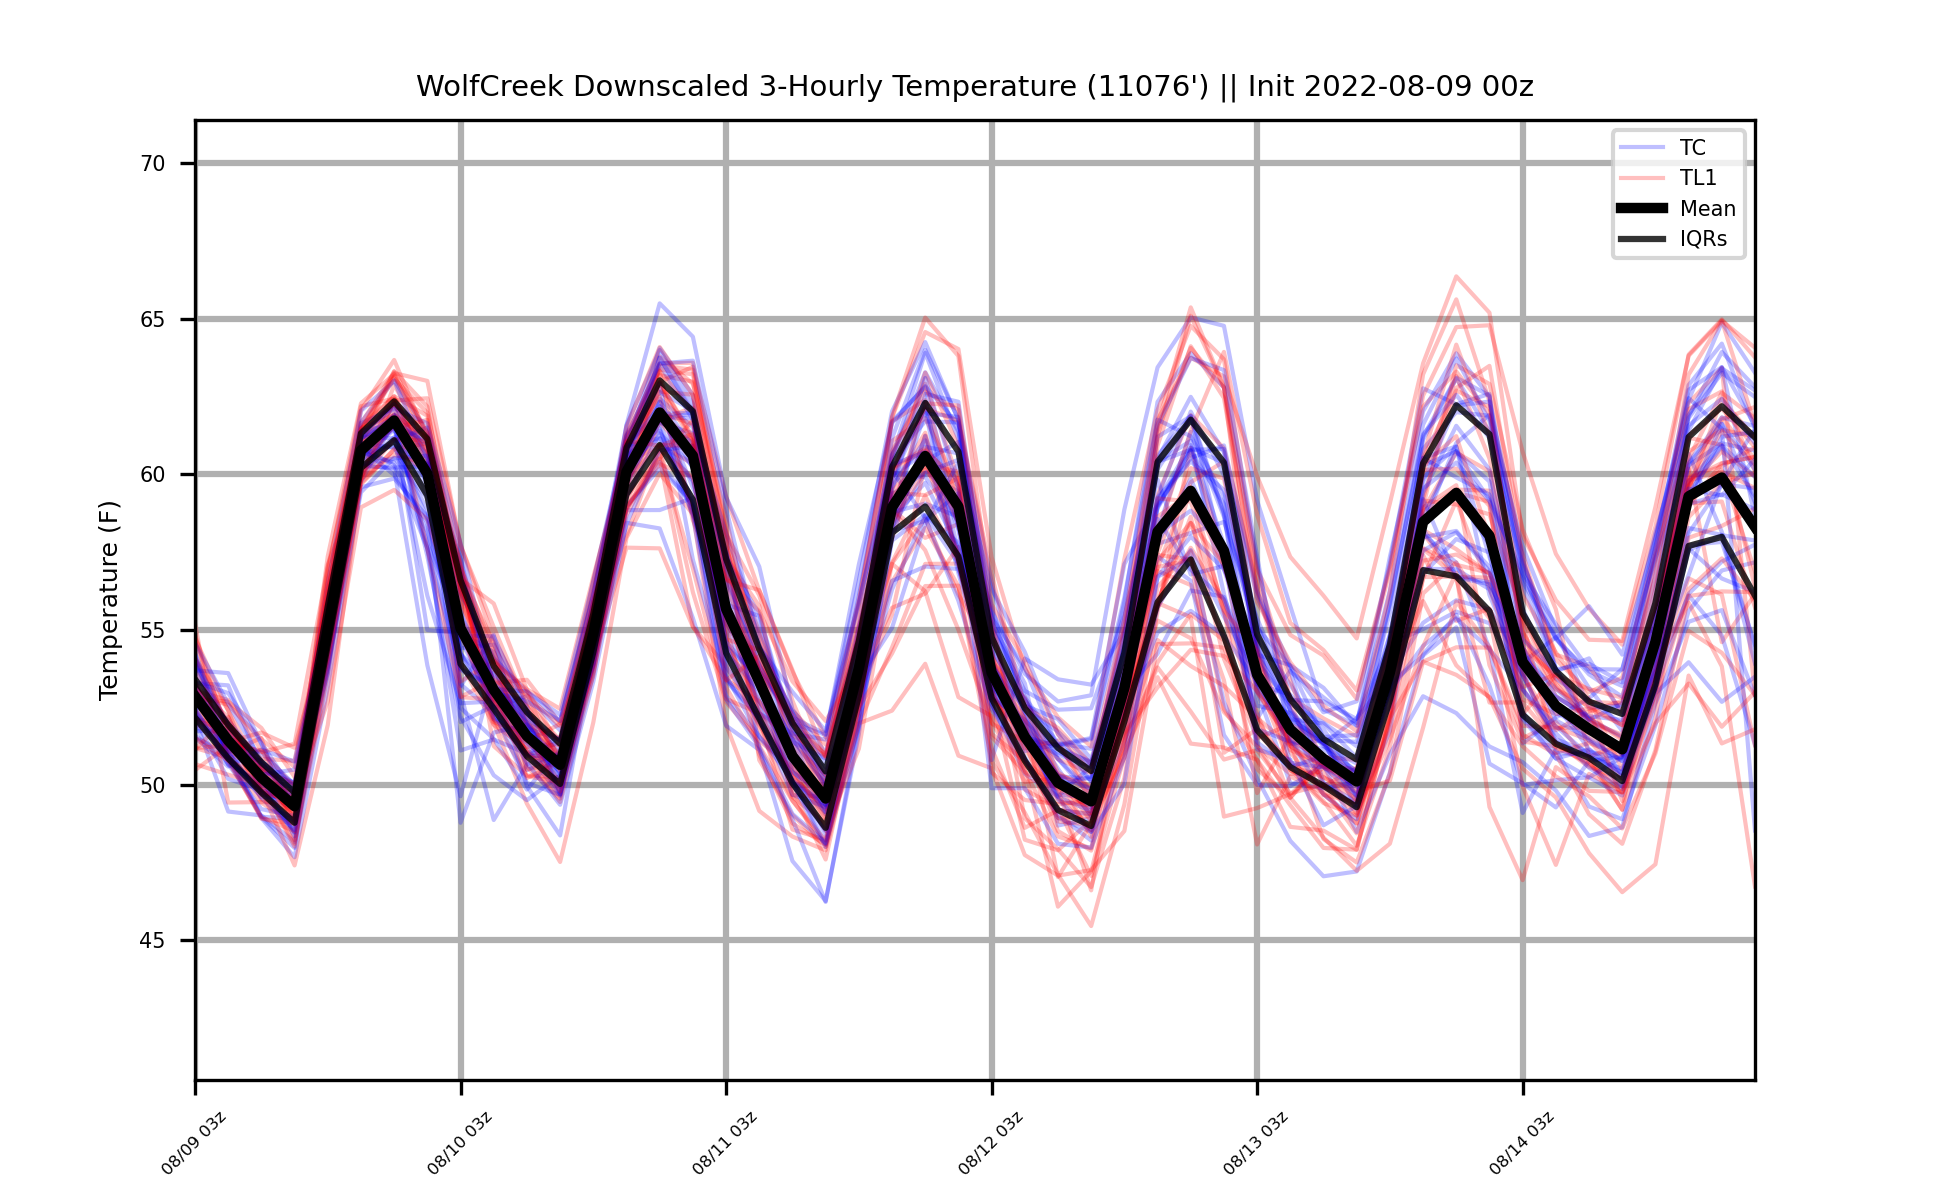 WolfCreek Downscaled 3-Hourly Temperature (11076') || Init 2022-08-09 00z
TC
TL1
Mean
IQRs
Temperature (F)
70
65
60
55
50
45
08/09 03z
08/10 03z
08/11 03z
08/12 03z
08/13 03z
08/14 03z